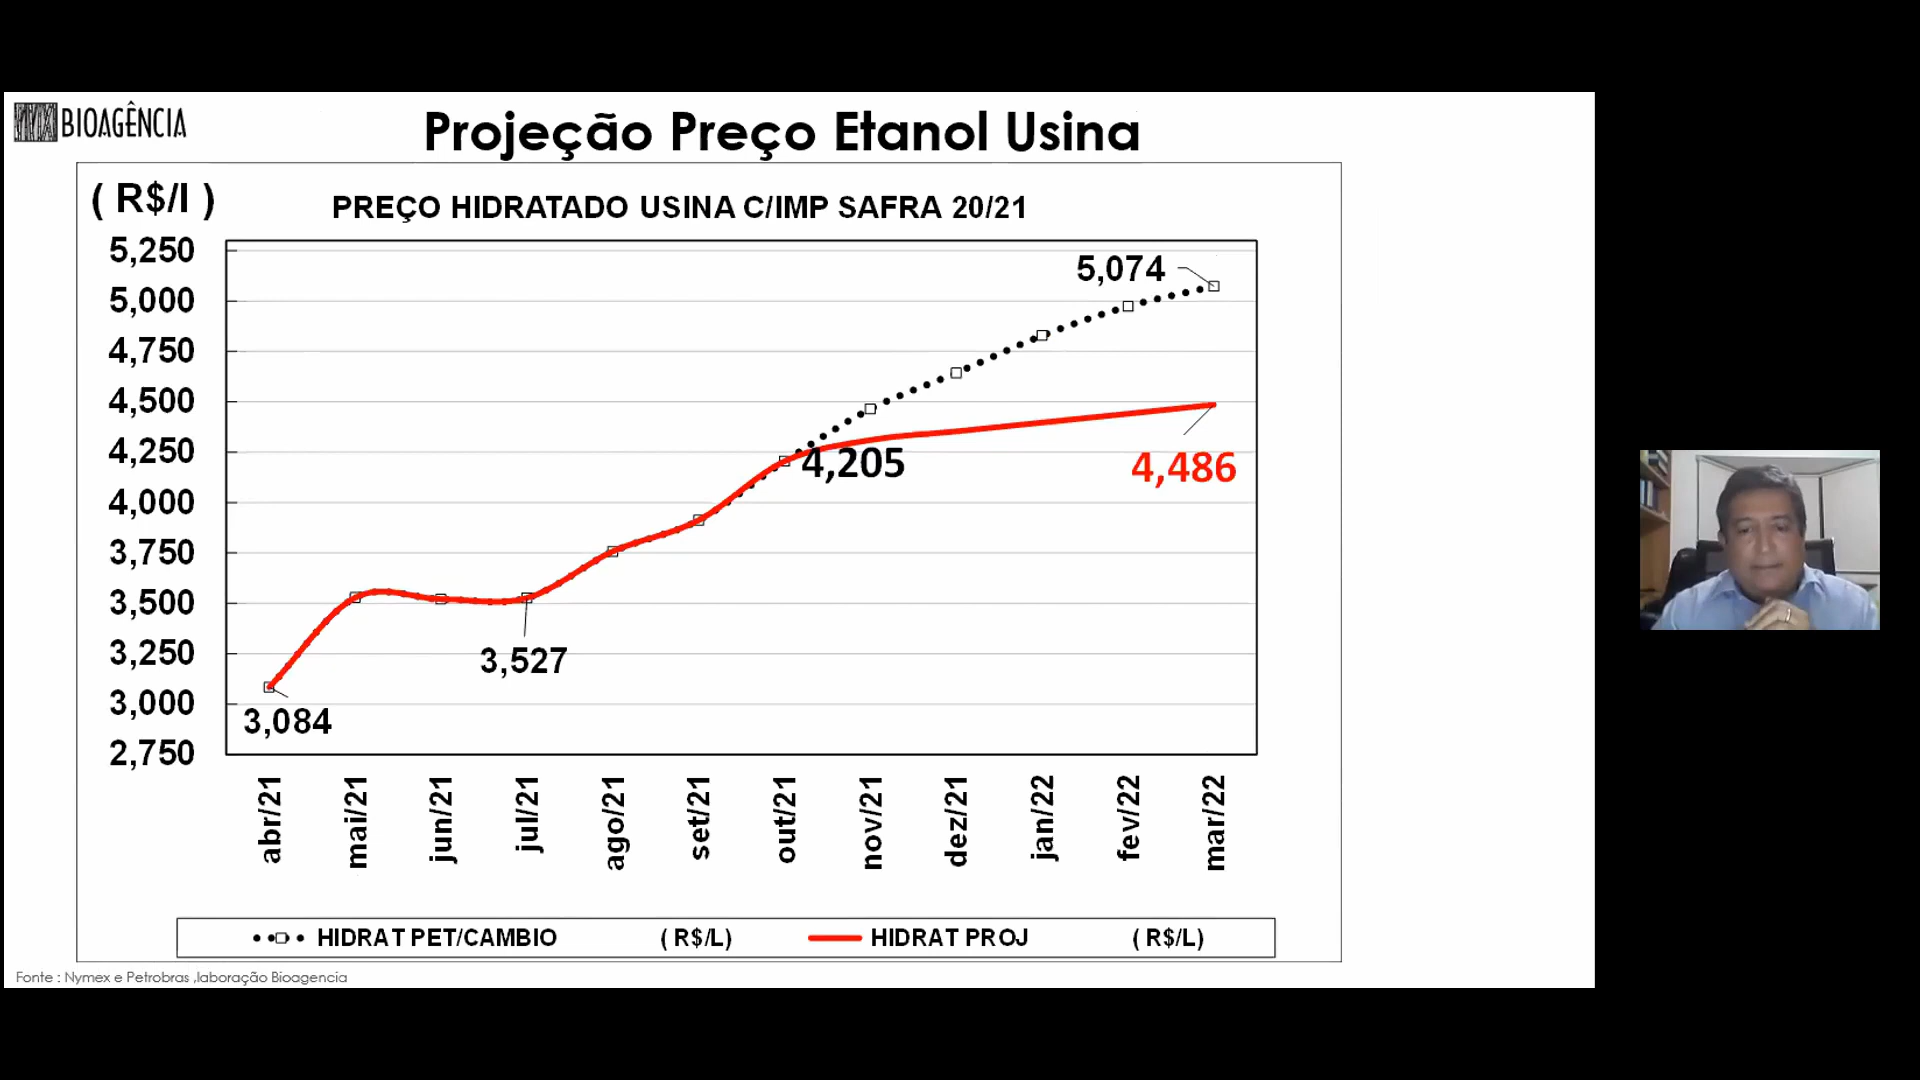 BIOAGÊNCIA
Projeção Preço Etanol Usina
( R$/l )
PREÇO HIDRATADO USINA C/IMP SAFRA 20/21
5,250
5,000
4,750
4,500
4,250
4,000
3,750
3,500
3,250
3,000
2,750
5,074
4,205
4,486
3,527
3,084
abr/21
mai/21
jun/21
jul/21
ago/21
set/21
out/21
nov/21
dez/21
jan/22
fev/22
mar/22
HIDRAT PET/CAMBIO ( R$/L)
HIDRAT PROJ ( R$/L)
Fonte : Nymex e Petrobras ,laboração Bioagencia